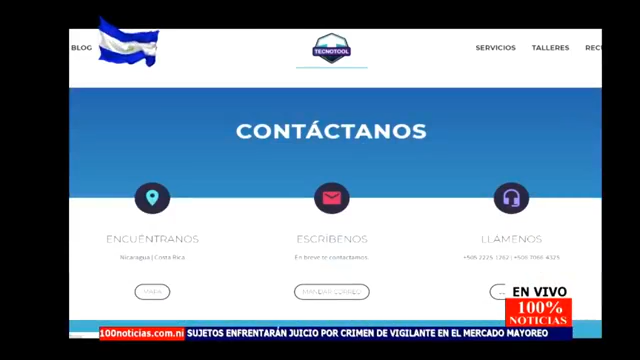 BLOG
TECNOTOOL
SERVICIOS TALLERES
CONTÁCTANOS
ENCUÉNTRANOS
Nicaragua | Costa Rica
MAPA
ESCRÍBENOS
En breve te contactamos.
MANDAR CORREO
LLÁMENOS
EN VIVO
100%
NOTICIAS
100noticias.com.ni SUJETOS ENFRENTARÁN JUICIO POR CRIMEN DE VIGILANTE EN EL MERCADO MAYOREO